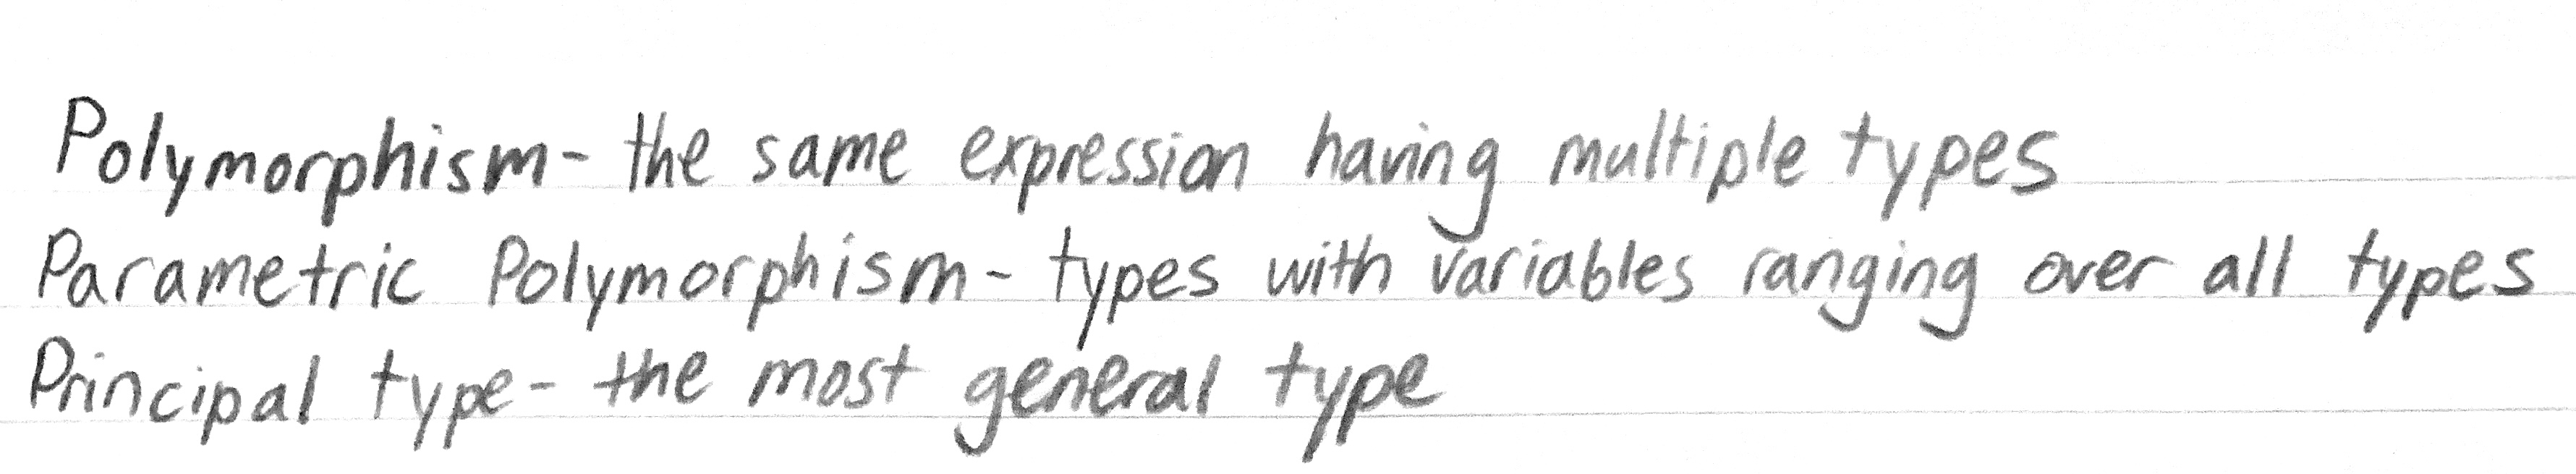 Polymorphism- the same expression having multiple types
Parametric Polymorphism- types with variables ranging over all types
Principal type- the most general type